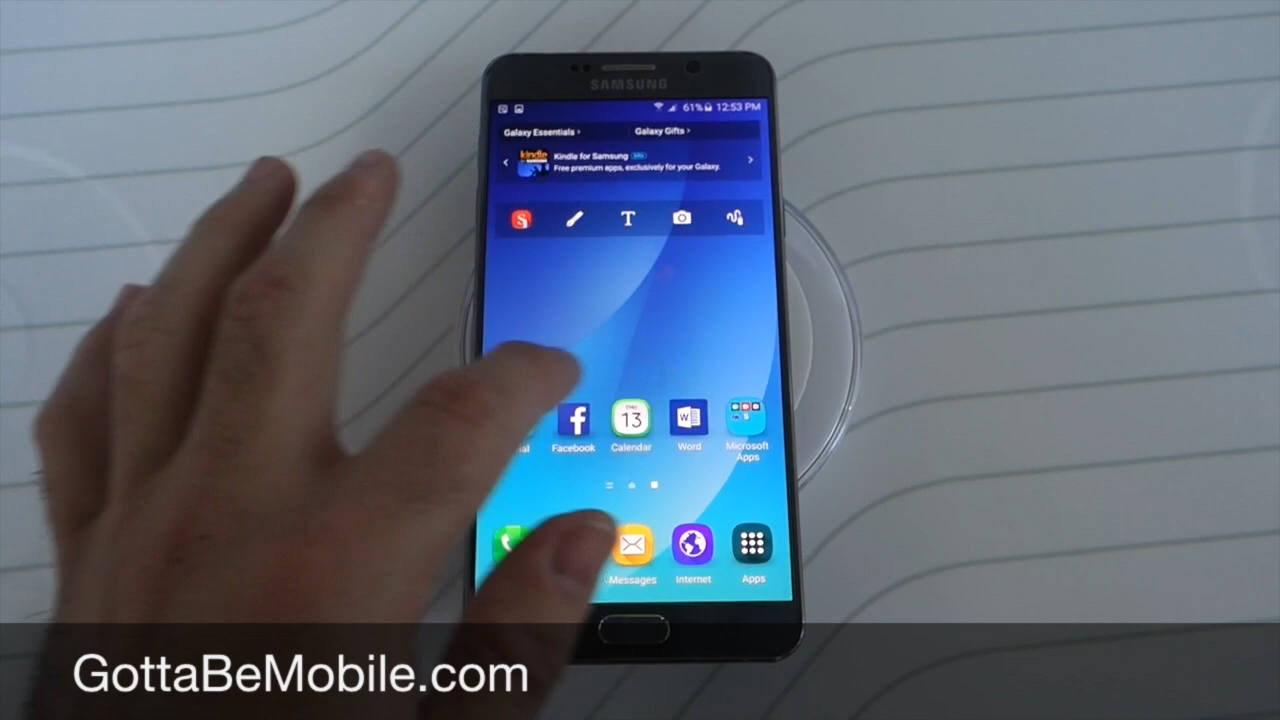 SAMSUNG
61% 12:53 PM
Galaxy Essentials › Galaxy Gifts ›
kindle Kindle for Samsung
Free premium apps, exclusively for your Galaxy.
T
13 W
Facebook Calendar Word Microsoft Apps
Messages Internet Apps
GottaBeMobile.com